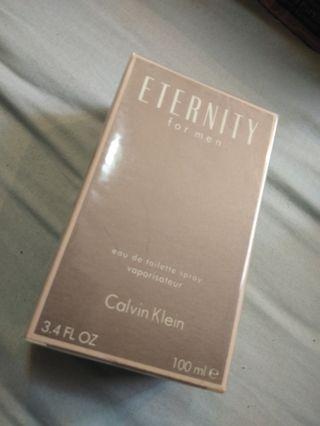 ETERNITY
for men
eau de toilette spray
vaporisateur
Calvin Klein
3.4 FL OZ
100 ml ℮